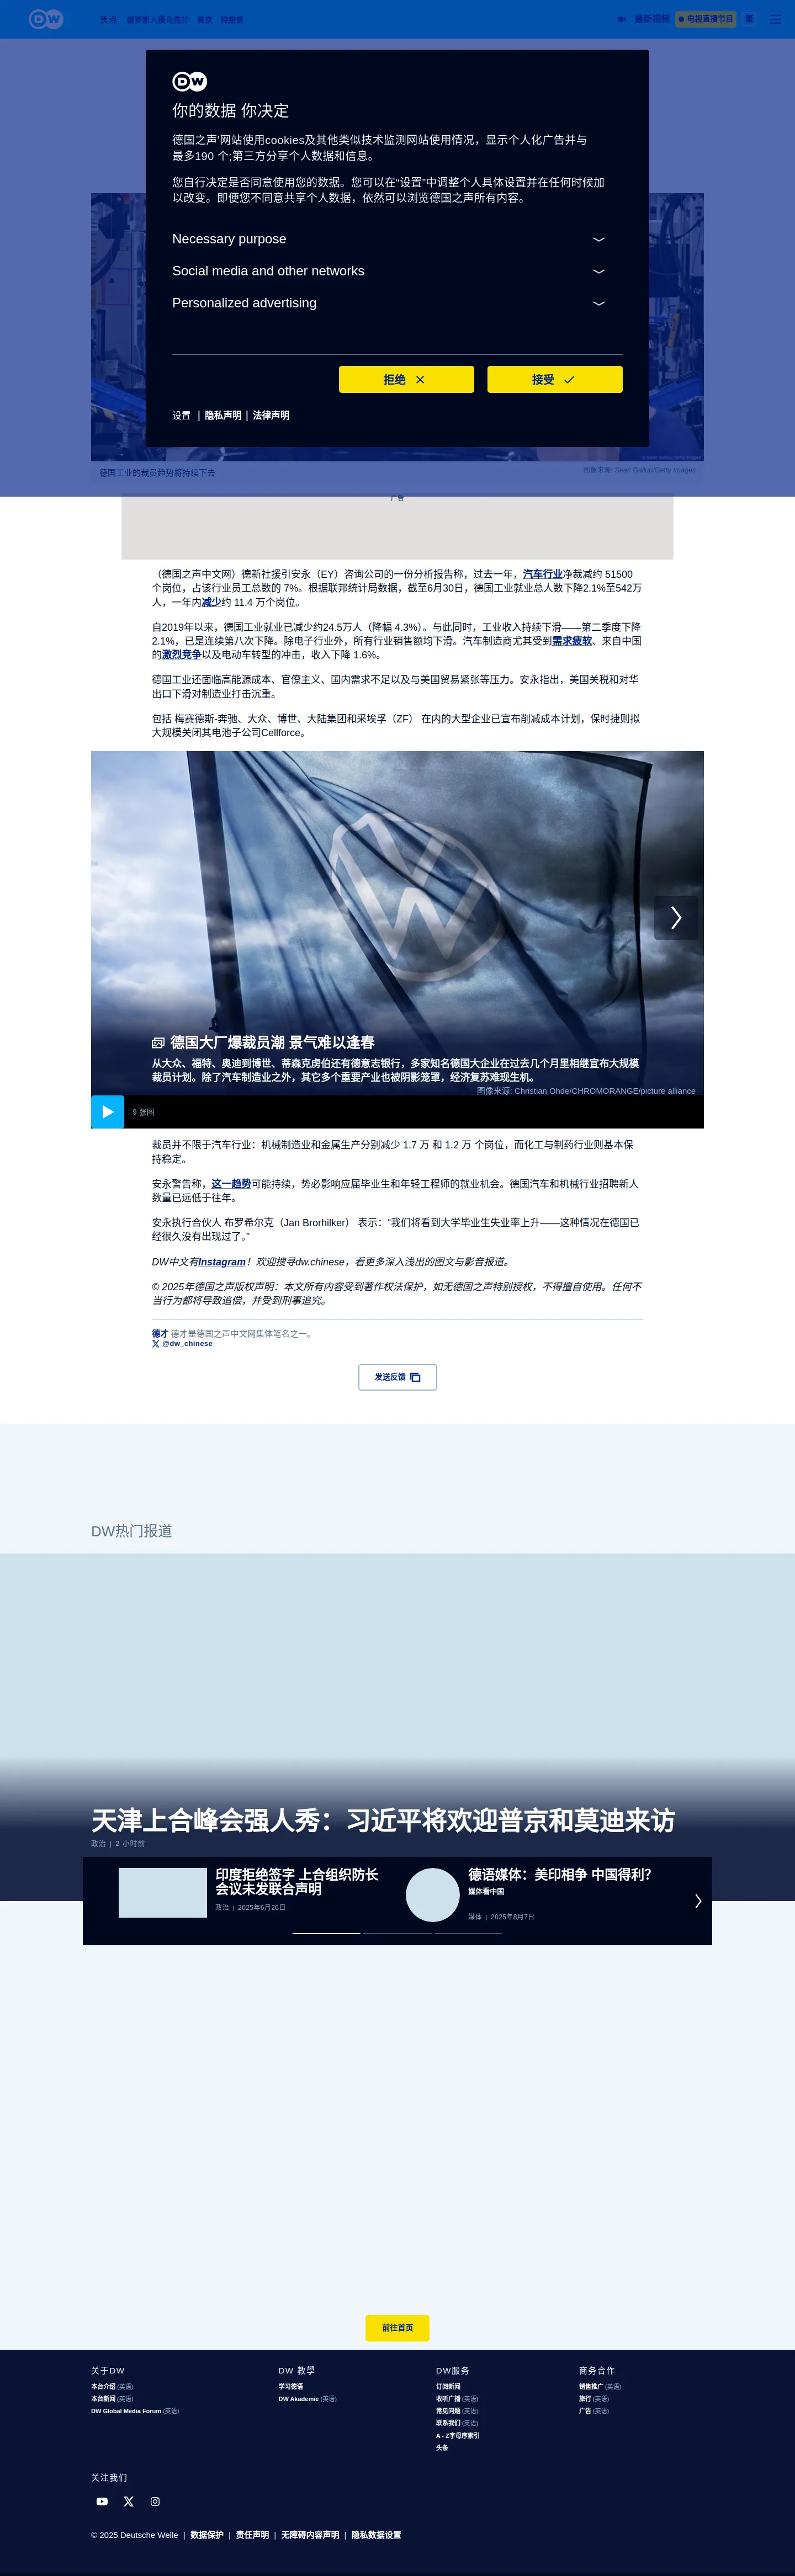 DW
焦点 俄罗斯入侵乌克兰 普京 特朗普
最新视频 电视直播节目 繁
DW
你的数据 你决定
德国之声'网站使用cookies及其他类似技术监测网站使用情况，显示个人化广告并与
最多190 个;第三方分享个人数据和信息。
您自行决定是否同意使用您的数据。您可以在“设置”中调整个人具体设置并在任何时候加
以改变。即便您不同意共享个人数据，依然可以浏览德国之声所有内容。
Necessary purpose
Social media and other networks
Personalized advertising
拒绝 接受
设置 | 隐私声明 | 法律声明
© Sean Gallup/Getty Images
德国工业的裁员趋势将持续下去
图像来源: Sean Gallup/Getty Images
广告
（德国之声中文网）德新社援引安永（EY）咨询公司的一份分析报告称，过去一年，汽车行业净裁减约 51500
个岗位，占该行业员工总数的 7%。根据联邦统计局数据，截至6月30日，德国工业就业总人数下降2.1%至542万
人，一年内减少约 11.4 万个岗位。
自2019年以来，德国工业就业已减少约24.5万人（降幅 4.3%）。与此同时，工业收入持续下滑——第二季度下降
2.1%，已是连续第八次下降。除电子行业外，所有行业销售额均下滑。汽车制造商尤其受到需求疲软、来自中国
的激烈竞争以及电动车转型的冲击，收入下降 1.6%。
德国工业还面临高能源成本、官僚主义、国内需求不足以及与美国贸易紧张等压力。安永指出，美国关税和对华
出口下滑对制造业打击沉重。
包括 梅赛德斯-奔驰、大众、博世、大陆集团和采埃孚（ZF） 在内的大型企业已宣布削减成本计划，保时捷则拟
大规模关闭其电池子公司Cellforce。
德国大厂爆裁员潮 景气难以逢春
从大众、福特、奥迪到博世、蒂森克虏伯还有德意志银行，多家知名德国大企业在过去几个月里相继宣布大规模
裁员计划。除了汽车制造业之外，其它多个重要产业也被阴影笼罩，经济复苏难现生机。
图像来源: Christian Ohde/CHROMORANGE/picture alliance
9 张图
裁员并不限于汽车行业：机械制造业和金属生产分别减少 1.7 万 和 1.2 万 个岗位，而化工与制药行业则基本保
持稳定。
安永警告称，这一趋势可能持续，势必影响应届毕业生和年轻工程师的就业机会。德国汽车和机械行业招聘新人
数量已远低于往年。
安永执行合伙人 布罗希尔克（Jan Brorhilker） 表示：“我们将看到大学毕业生失业率上升——这种情况在德国已
经很久没有出现过了。”
DW中文有Instagram！欢迎搜寻dw.chinese，看更多深入浅出的图文与影音报道。
© 2025年德国之声版权声明：本文所有内容受到著作权法保护，如无德国之声特别授权，不得擅自使用。任何不
当行为都将导致追偿，并受到刑事追究。
德才 德才是德国之声中文网集体笔名之一。
@dw_chinese
发送反馈
DW热门报道
天津上合峰会强人秀：习近平将欢迎普京和莫迪来访
政治 | 2 小时前
印度拒绝签字 上合组织防长
会议未发联合声明
政治 | 2025年6月26日
德语媒体：美印相争 中国得利？
媒体看中国
媒体 | 2025年8月7日
前往首页
关于DW
本台介绍 (英语)
本台新闻 (英语)
DW Global Media Forum (英语)
DW 教學
学习德语
DW Akademie (英语)
DW服务
订阅新闻
收听广播 (英语)
常见问题 (英语)
联系我们 (英语)
A - Z字母序索引
头条
商务合作
销售推广 (英语)
旅行 (英语)
广告 (英语)
关注我们
© 2025 Deutsche Welle | 数据保护 | 责任声明 | 无障碍内容声明 | 隐私数据设置